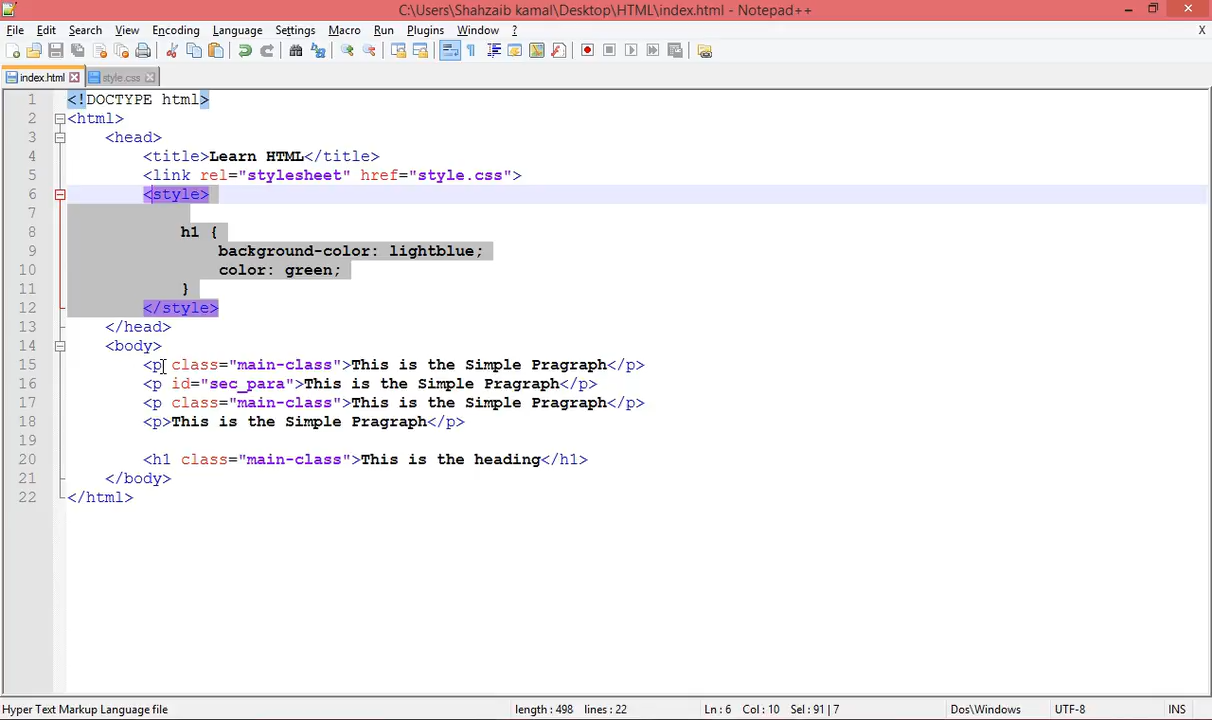 C:\Users\Shahzaib kamal\Desktop\HTML\index.html - Notepad++
File Edit Search View Encoding Language Settings Macro Run Plugins Window ? X
index.html style.css
1 <!DOCTYPE html>
2 <html>
3 <head>
4 <title>Learn HTML</title>
5 <link rel="stylesheet" href="style.css">
6 <style>
7
8 h1 {
9 background-color: lightblue;
10 color: green;
11 }
12 </style>
13 </head>
14 <body>
15 <p class="main-class">This is the Simple Pragraph</p>
16 <p id="sec_para">This is the Simple Pragraph</p>
17 <p class="main-class">This is the Simple Pragraph</p>
18 <p>This is the Simple Pragraph</p>
19
20 <h1 class="main-class">This is the heading</h1>
21 </body>
22 </html>
Hyper Text Markup Language file length : 498 lines : 22 Ln : 6 Col : 10 Sel : 91 | 7 Dos\Windows UTF-8 INS